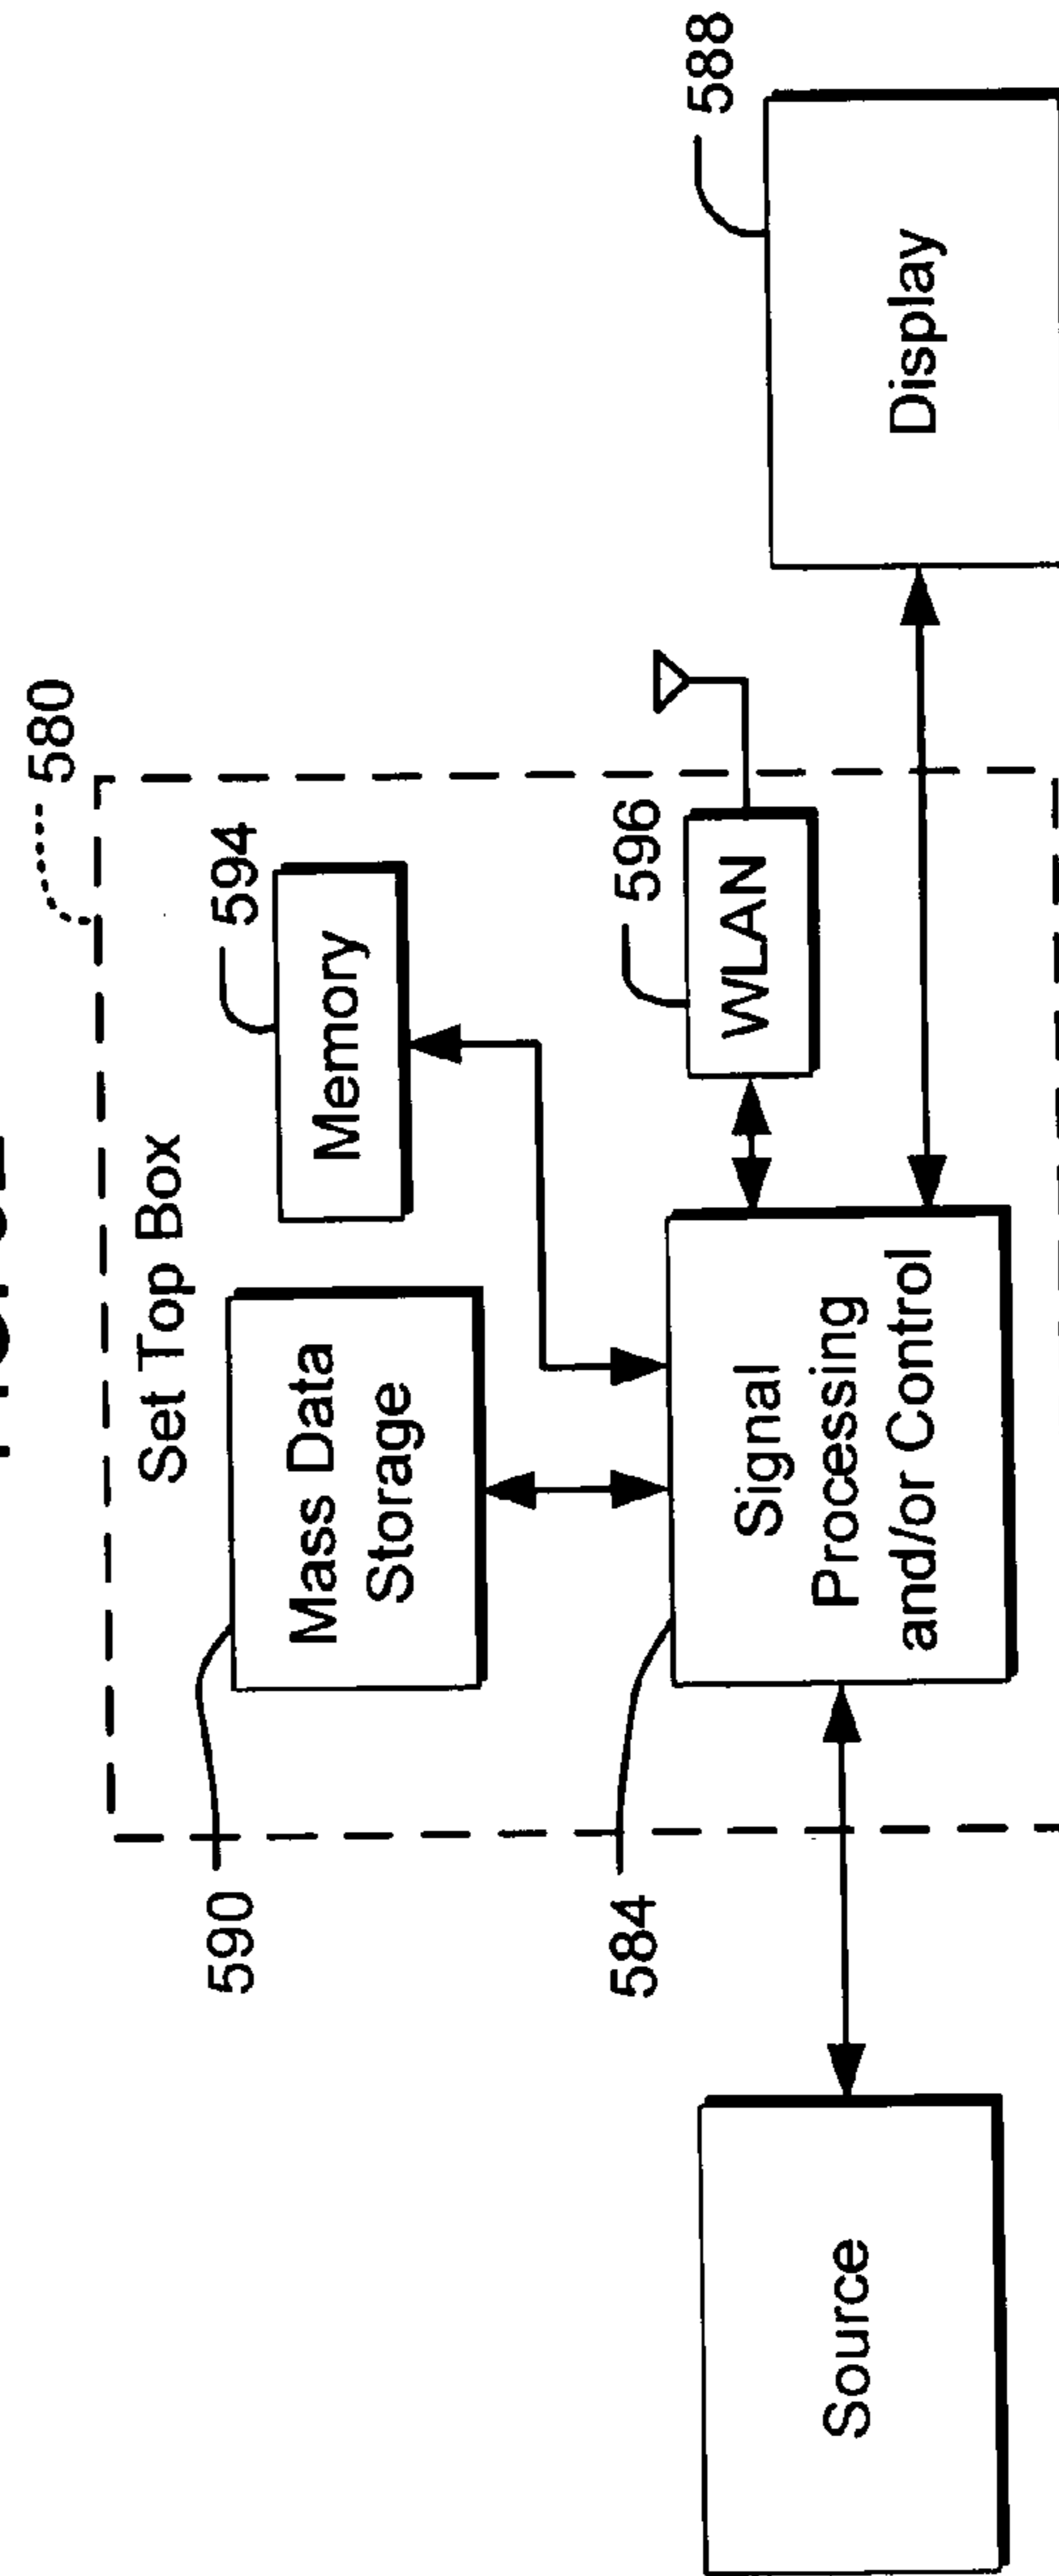 580
Set Top Box
590
Mass Data
Storage
594
Memory
588
584
Signal
Processing
and/or Control
596
WLAN
Source
Display